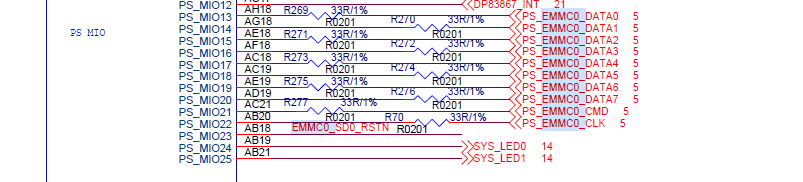 PS_MIO12 DP83867_INT 21
PS_MIO13 AH18 R269 33R/1% R270 33R/1% PS_EMMC0_DATA0 5
PS_MIO14 AG18 R0201 PS_EMMC0_DATA1 5
PS_MIO15 AE18 R271 33R/1% R0201 PS_EMMC0_DATA2 5
PS_MIO16 AF18 R0201 R272 33R/1% PS_EMMC0_DATA3 5
PS_MIO17 AC18 R273 33R/1% R0201 PS_EMMC0_DATA4 5
PS_MIO18 AC19 R0201 R274 33R/1% PS_EMMC0_DATA5 5
PS_MIO19 AE19 R275 33R/1% R0201 PS_EMMC0_DATA6 5
PS_MIO20 AD19 R0201 R276 33R/1% PS_EMMC0_DATA7 5
PS_MIO21 AC21 R277 33R/1% R0201 PS_EMMC0_CMD 5
PS_MIO22 AB20 R0201 R70 33R/1% PS_EMMC0_CLK 5
PS_MIO23 AB18 EMMC0_SD0_RSTN R0201
PS_MIO24 AB19 SYS_LED0 14
PS_MIO25 AB21 SYS_LED1 14
PS MIO